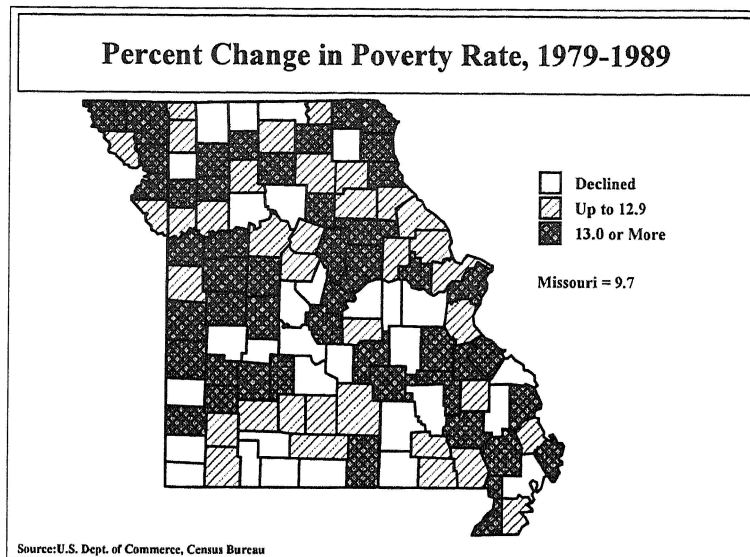 Percent Change in Poverty Rate, 1979-1989
Declined
Up to 12.9
13.0 or More
Missouri = 9.7
Source:U.S. Dept. of Commerce, Census Bureau